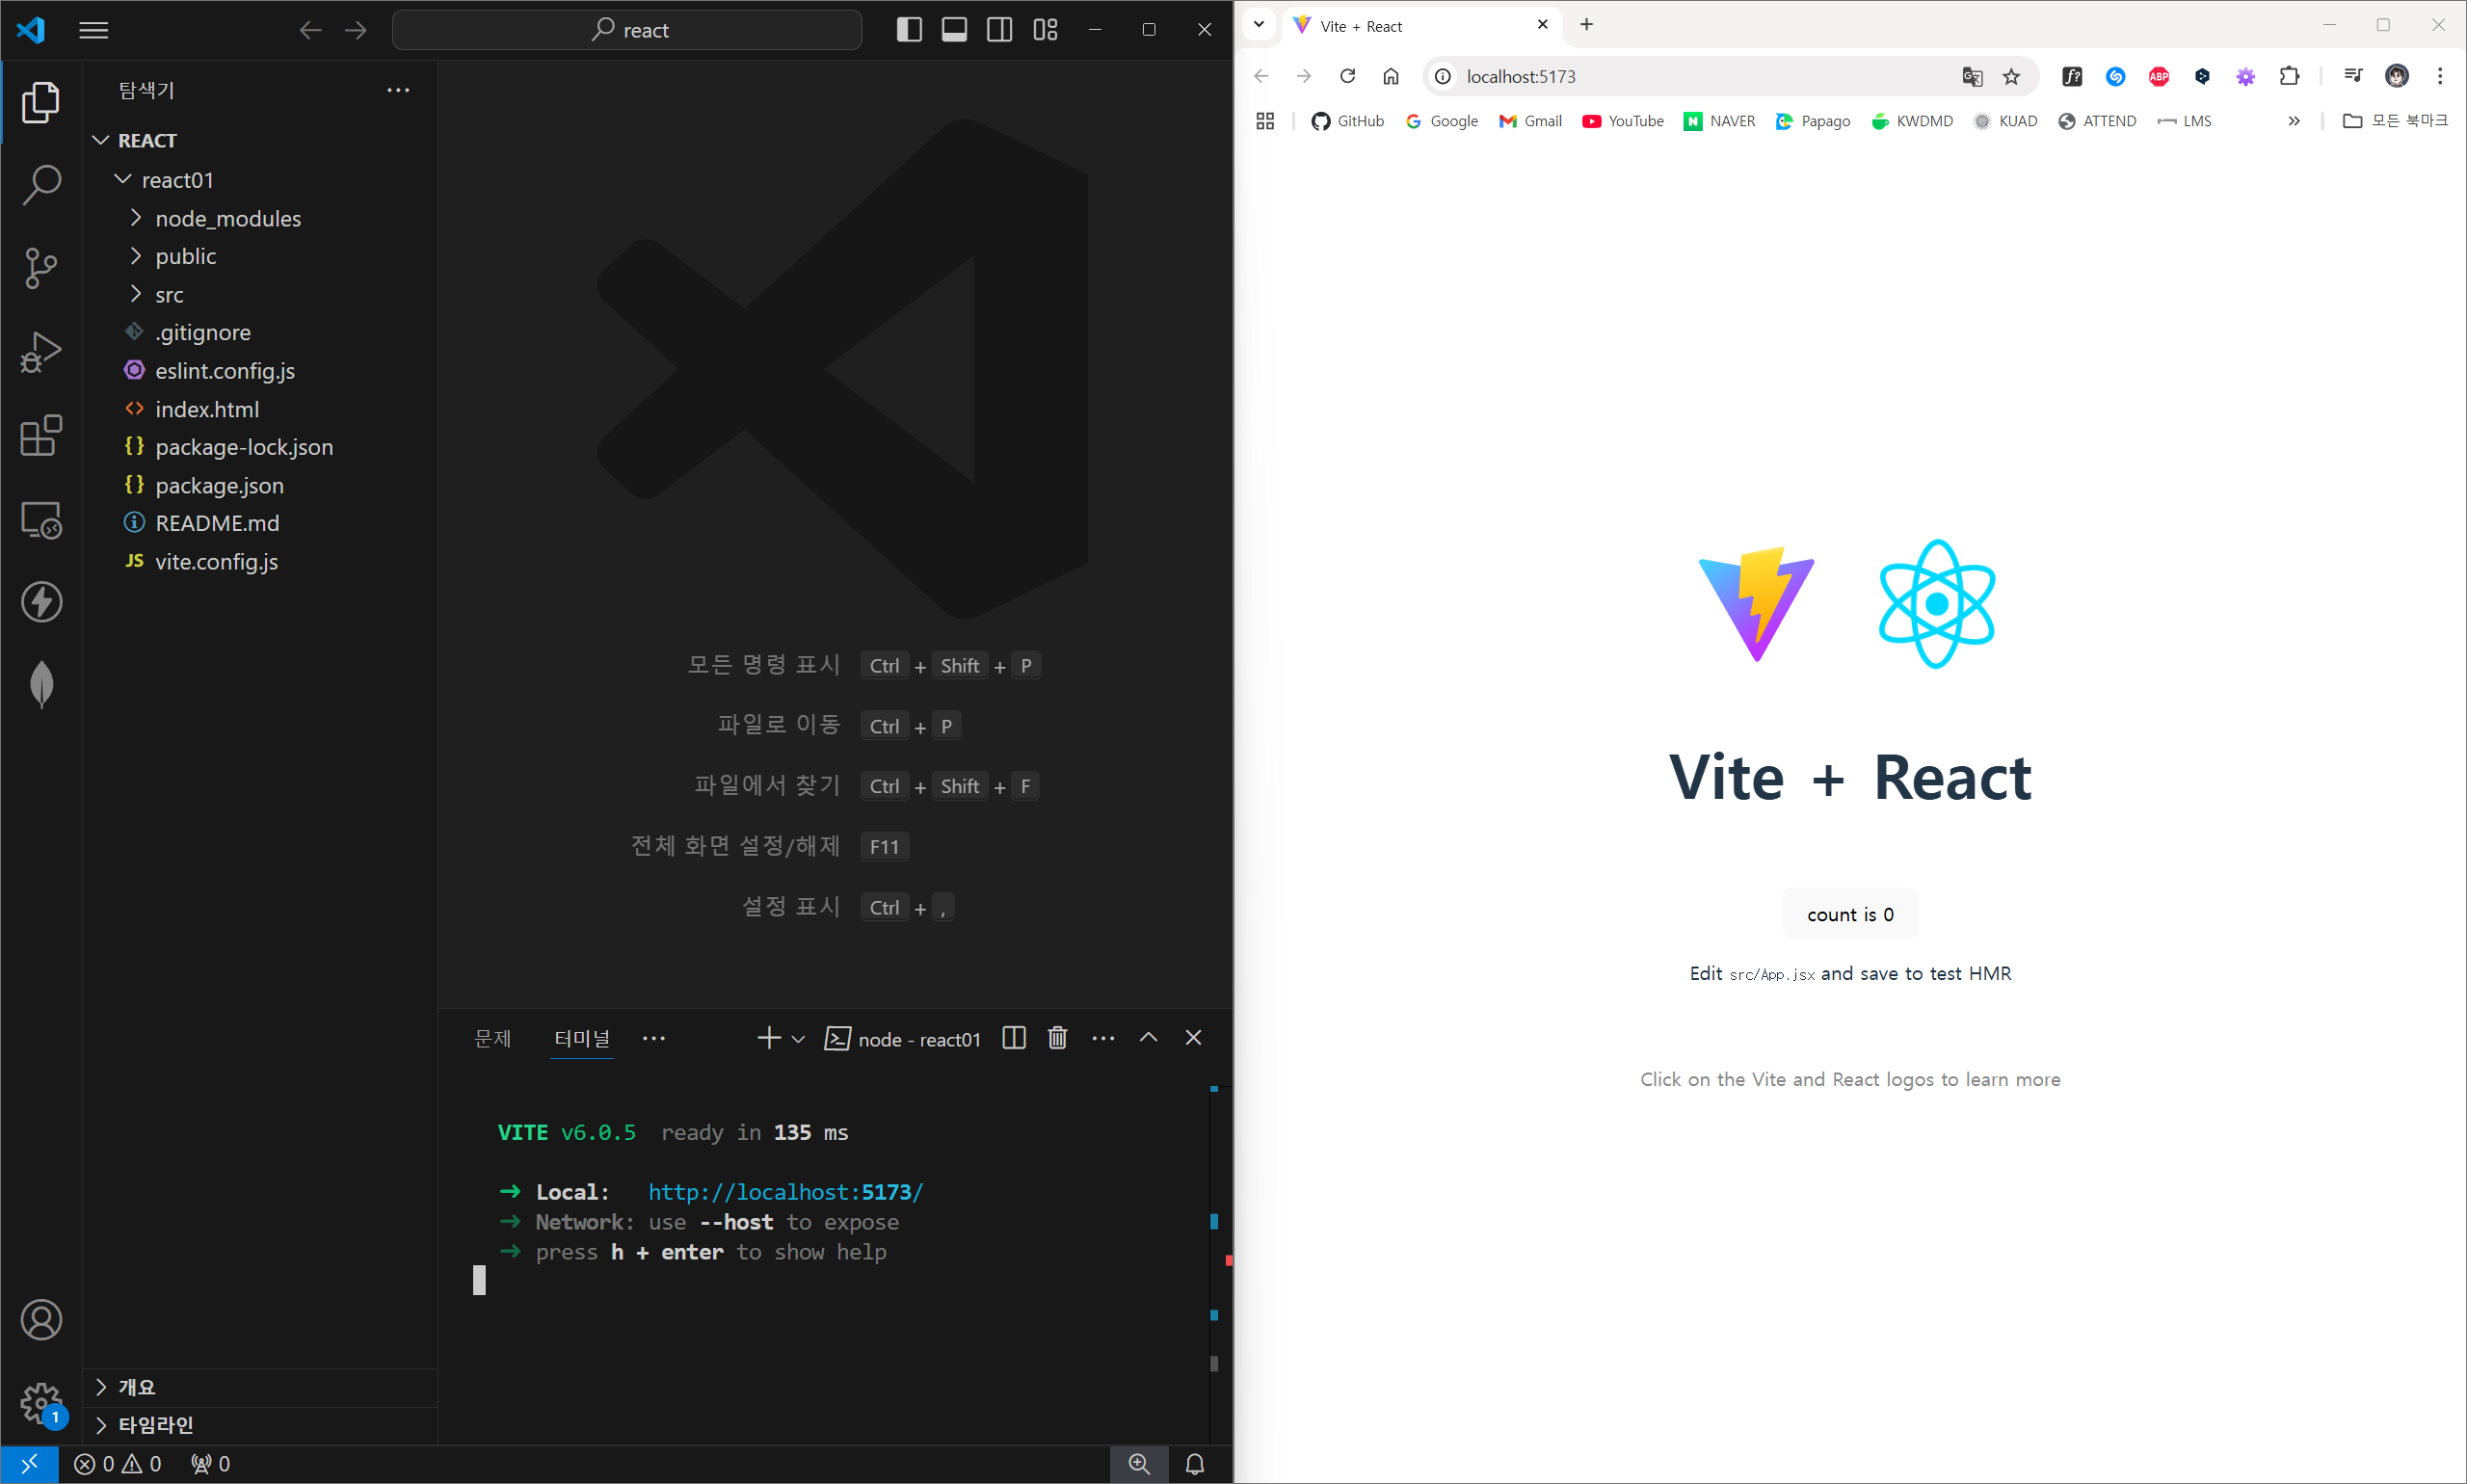 react
탐색기
REACT
react01
node_modules
public
src
.gitignore
eslint.config.js
index.html
package-lock.json
package.json
README.md
JS vite.config.js
개요
타임라인
모든 명령 표시 Ctrl + Shift + P
파일로 이동 Ctrl + P
파일에서 찾기 Ctrl + Shift + F
전체 화면 설정/해제 F11
설정 표시 Ctrl + ,
문제 터미널 node - react01
VITE v6.0.5 ready in 135 ms
➜ Local: http://localhost:5173/
➜ Network: use --host to expose
➜ press h + enter to show help
1
0 0 0
Vite + React
localhost:5173
f? ABP
GitHub Google Gmail YouTube N NAVER Papago KWDMD KUAD ATTEND LMS » 모든 북마크
Vite + React
count is 0
Edit src/App.jsx and save to test HMR
Click on the Vite and React logos to learn more